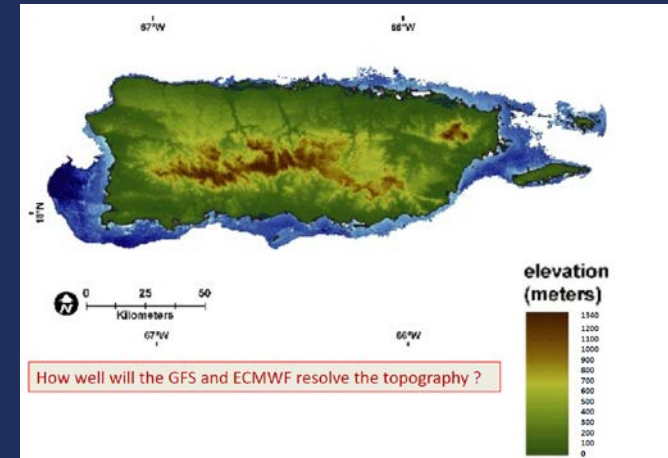 67°W
66°W
18°N
N
0 25 50
Kilometers
67°W
66°W
elevation
(meters)
1340
1200
1100
1000
900
800
700
600
500
400
300
200
100
0
How well will the GFS and ECMWF resolve the topography ?